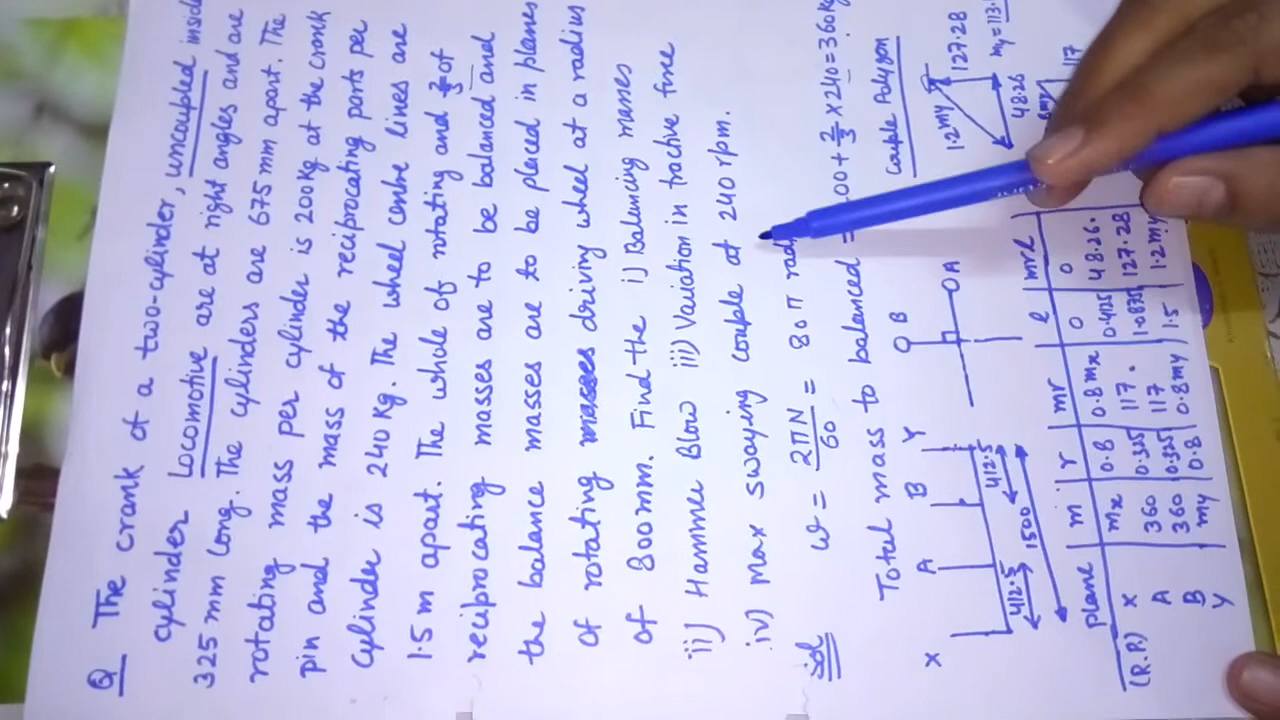 Q The crank of a two-cylinder, uncoupled inside
cylinder Locomotive are at right angles and are
325 mm long. The cylinders are 675 mm apart. The
rotating mass per cylinder is 200kg at the crank
pin and the mass of the reciprocating parts per
cylinder is 240 Kg. The wheel centre lines are
1.5 m apart. The whole of rotating and 2/3 of
reciprocating masses are to be balanced and
the balance masses are to be placed in planes
of rotating driving wheel at a radius
of 800mm. Find the i) Balancing masses
ii) Hammer Blow iii) Variation in tractive force
iv) Max swaying couple at 240 rpm.
Sol ω = 2πN/60 = 80π rad
Total mass to balanced = 00 + 2/3 × 240 = 360 kg
Couple Polygon
X A B Y
412.5 412.5
1500
B
A
1.2my 127.28
48.26 my = 113.
117
plane m r mr l mrl
(R.P) X mx 0.8 0.8mx 0 0
A 360 0.325 117. 0.4125 48.26.
B 360 0.325 117 1.0875 127.28
Y my 0.8 0.8my 1.5 1.2my